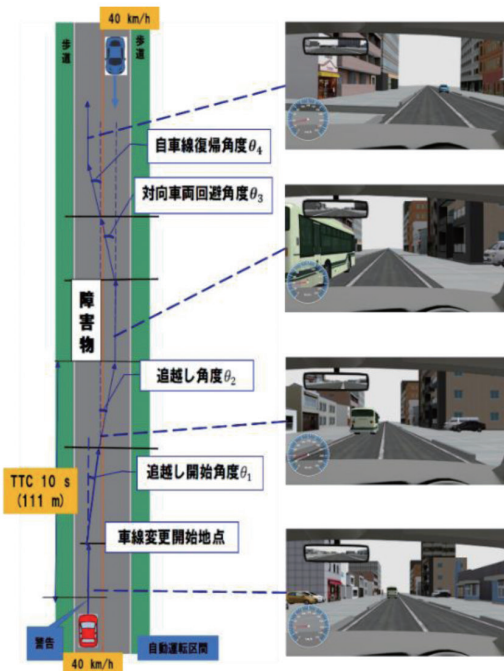 40 km/h
歩道
歩道
自車線復帰角度θ₄
対向車両回避角度θ₃
障害物
追越し角度θ₂
TTC 10 s
(111 m)
追越し開始角度θ₁
車線変更開始地点
警告
自動運転区間
40 km/h